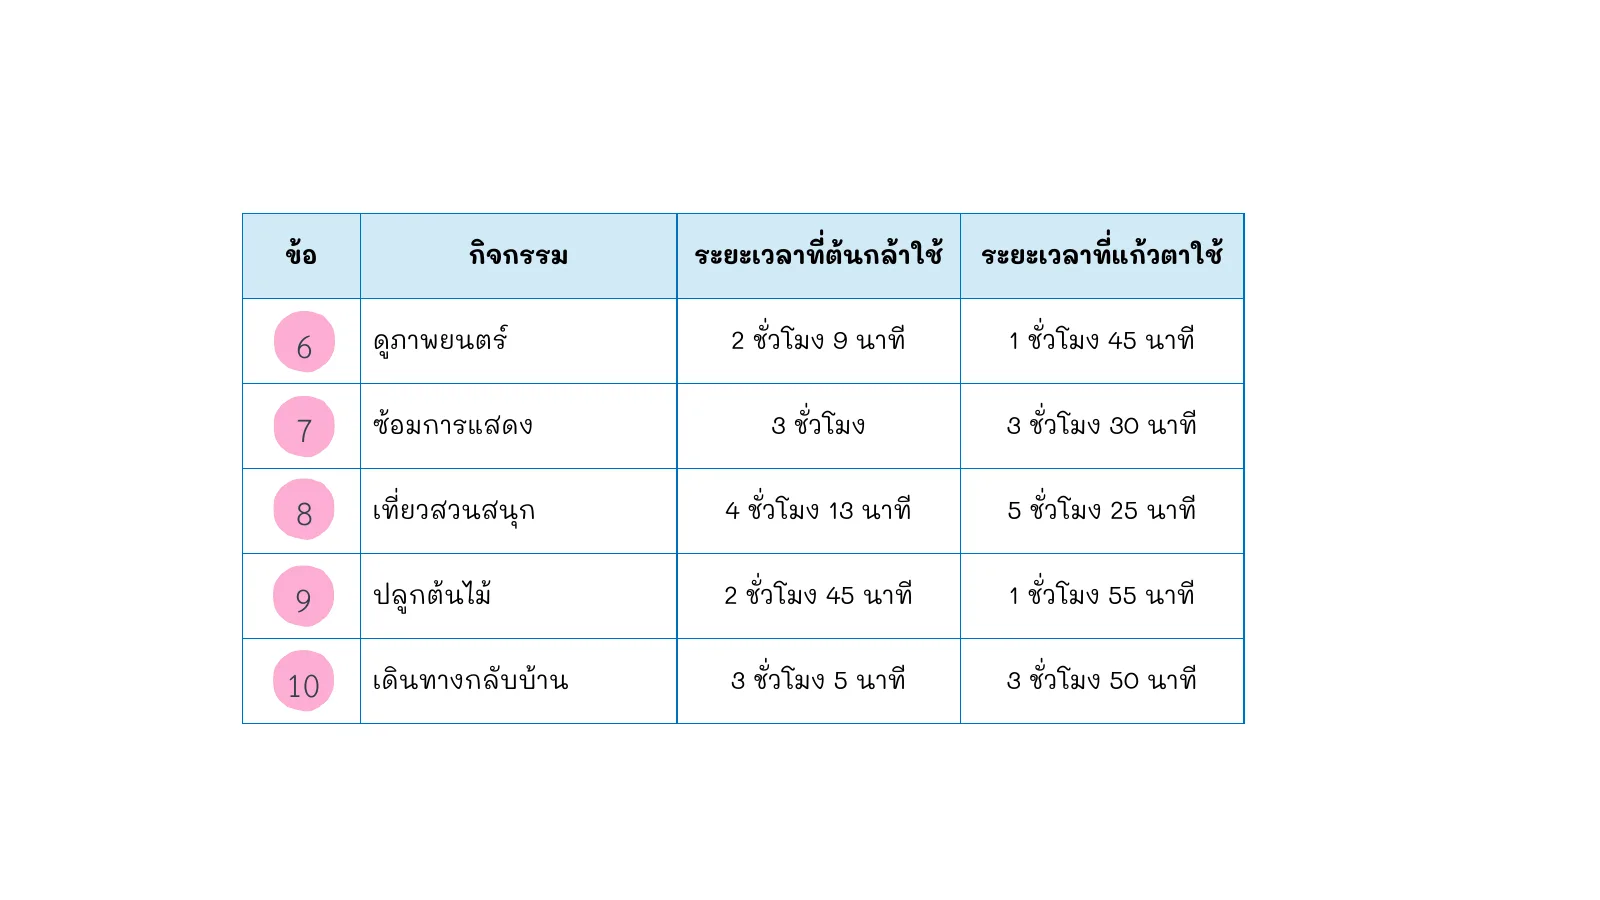 ข้อ กิจกรรม ระยะเวลาที่ต้นกล้าใช้ ระยะเวลาที่แก้วตาใช้
6 ดูภาพยนตร์ 2 ชั่วโมง 9 นาที 1 ชั่วโมง 45 นาที
7 ซ้อมการแสดง 3 ชั่วโมง 3 ชั่วโมง 30 นาที
8 เที่ยวสวนสนุก 4 ชั่วโมง 13 นาที 5 ชั่วโมง 25 นาที
9 ปลูกต้นไม้ 2 ชั่วโมง 45 นาที 1 ชั่วโมง 55 นาที
10 เดินทางกลับบ้าน 3 ชั่วโมง 5 นาที 3 ชั่วโมง 50 นาที